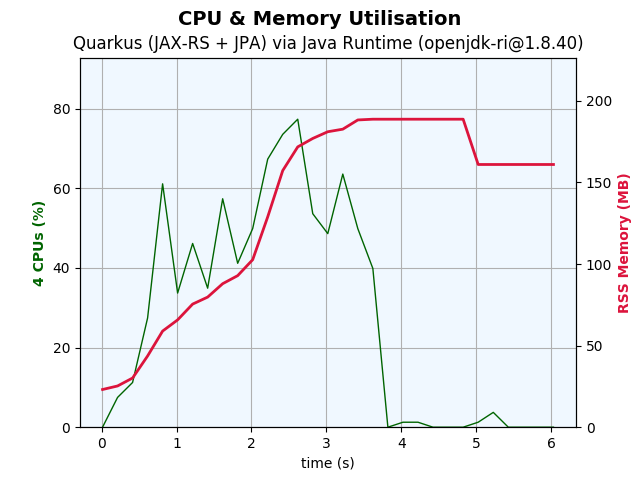 CPU & Memory Utilisation
Quarkus (JAX-RS + JPA) via Java Runtime (openjdk-ri@1.8.40)
4 CPUs (%)
80
60
40
20
0
200
150
100
50
0
RSS Memory (MB)
0 1 2 3 4 5 6
time (s)